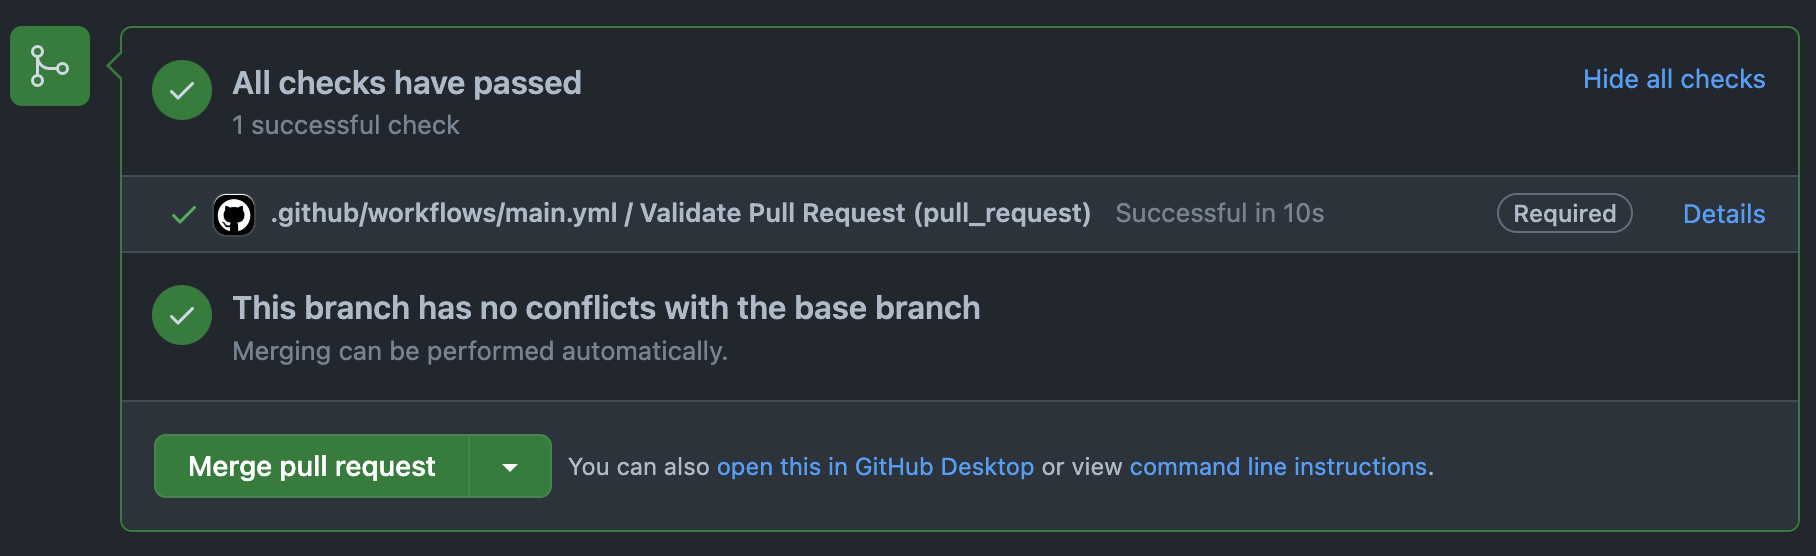 All checks have passed
Hide all checks
1 successful check
.github/workflows/main.yml / Validate Pull Request (pull_request) Successful in 10s Required Details
This branch has no conflicts with the base branch
Merging can be performed automatically.
Merge pull request You can also open this in GitHub Desktop or view command line instructions.